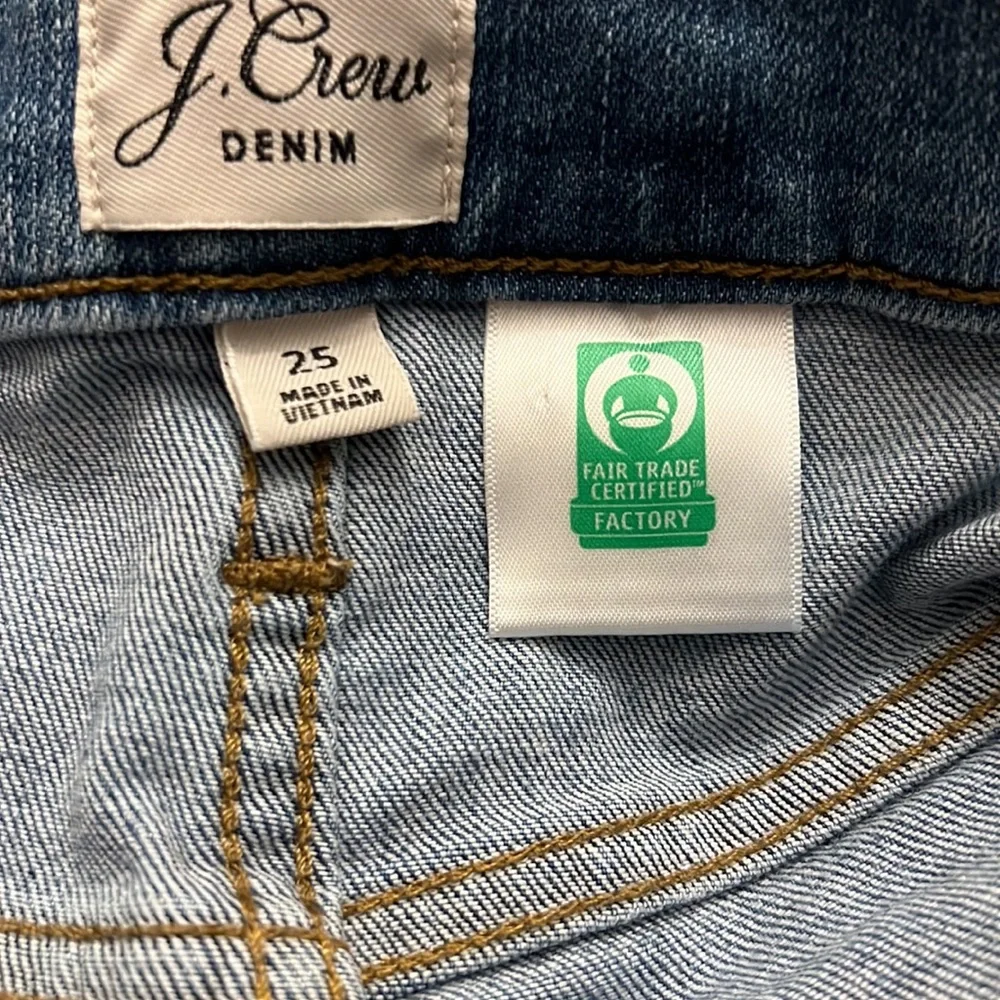 J.Crew
DENIM
25
MADE IN
VIETNAM
FAIR TRADE
CERTIFIED™
FACTORY